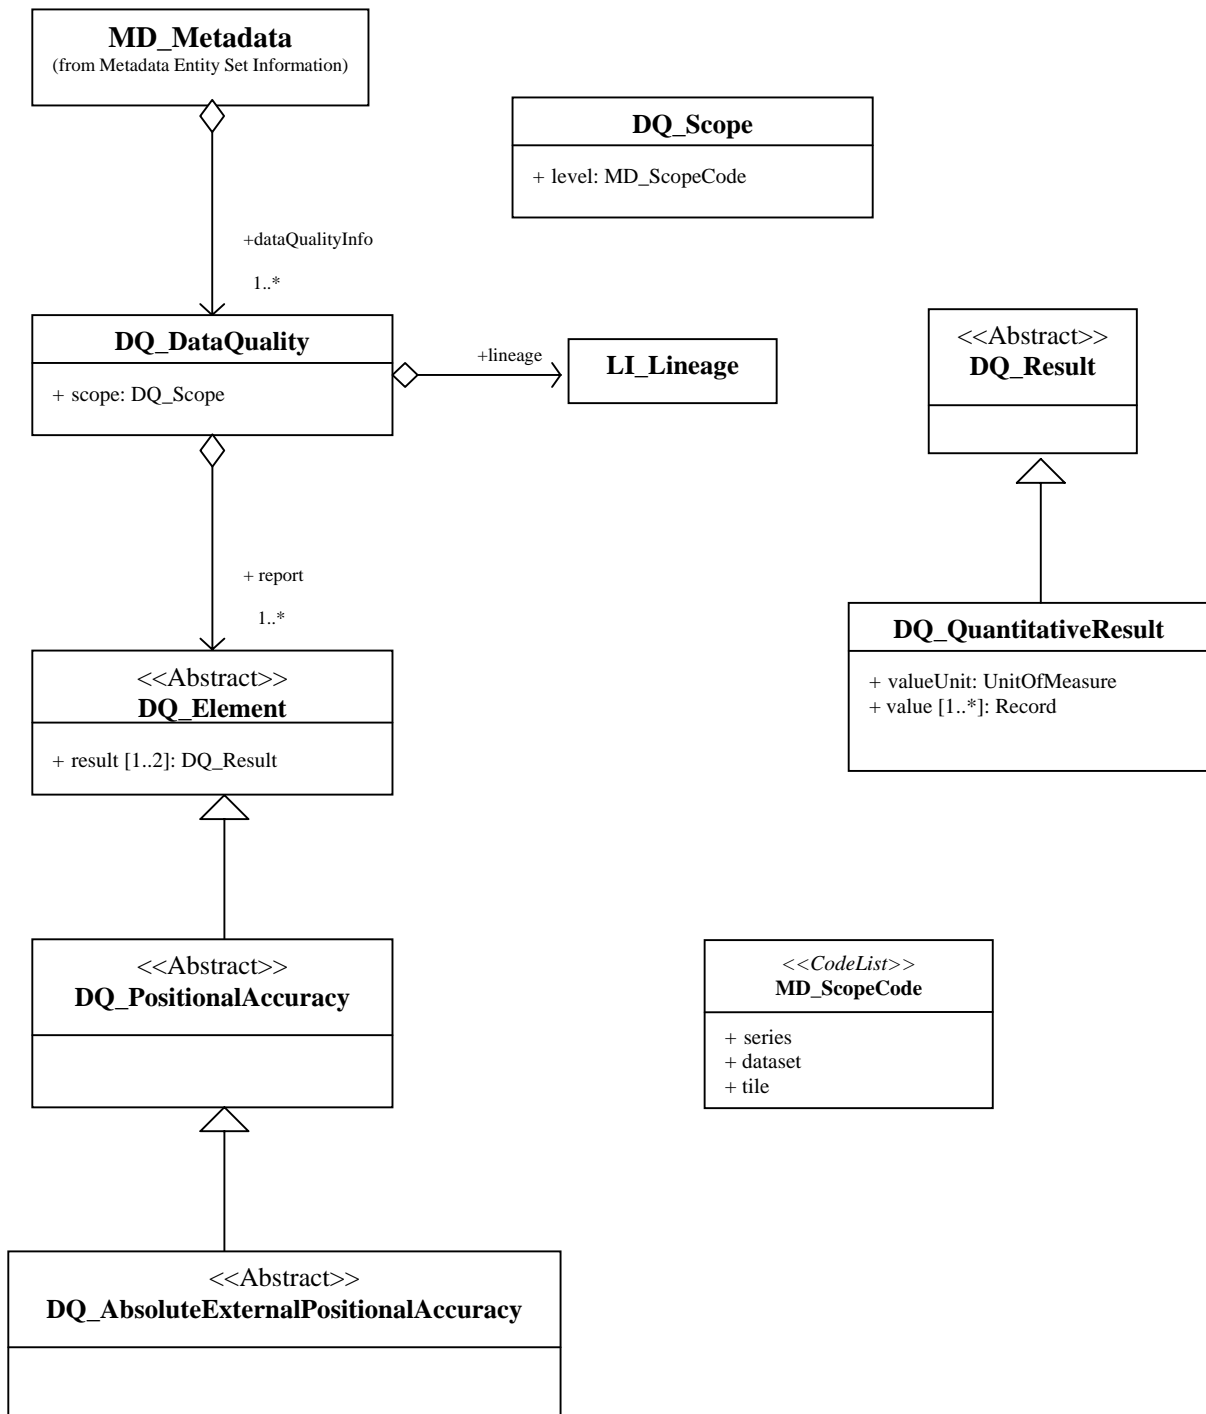 MD_Metadata
(from Metadata Entity Set Information)
DQ_Scope
+ level: MD_ScopeCode
+dataQualityInfo
1..*
DQ_DataQuality
+ scope: DQ_Scope
+lineage
LI_Lineage
<<Abstract>>
DQ_Result
+ report
1..*
DQ_QuantitativeResult
+ valueUnit: UnitOfMeasure
+ value [1..*]: Record
<<Abstract>>
DQ_Element
+ result [1..2]: DQ_Result
<<Abstract>>
DQ_PositionalAccuracy
<<CodeList>>
MD_ScopeCode
+ series
+ dataset
+ tile
<<Abstract>>
DQ_AbsoluteExternalPositionalAccuracy